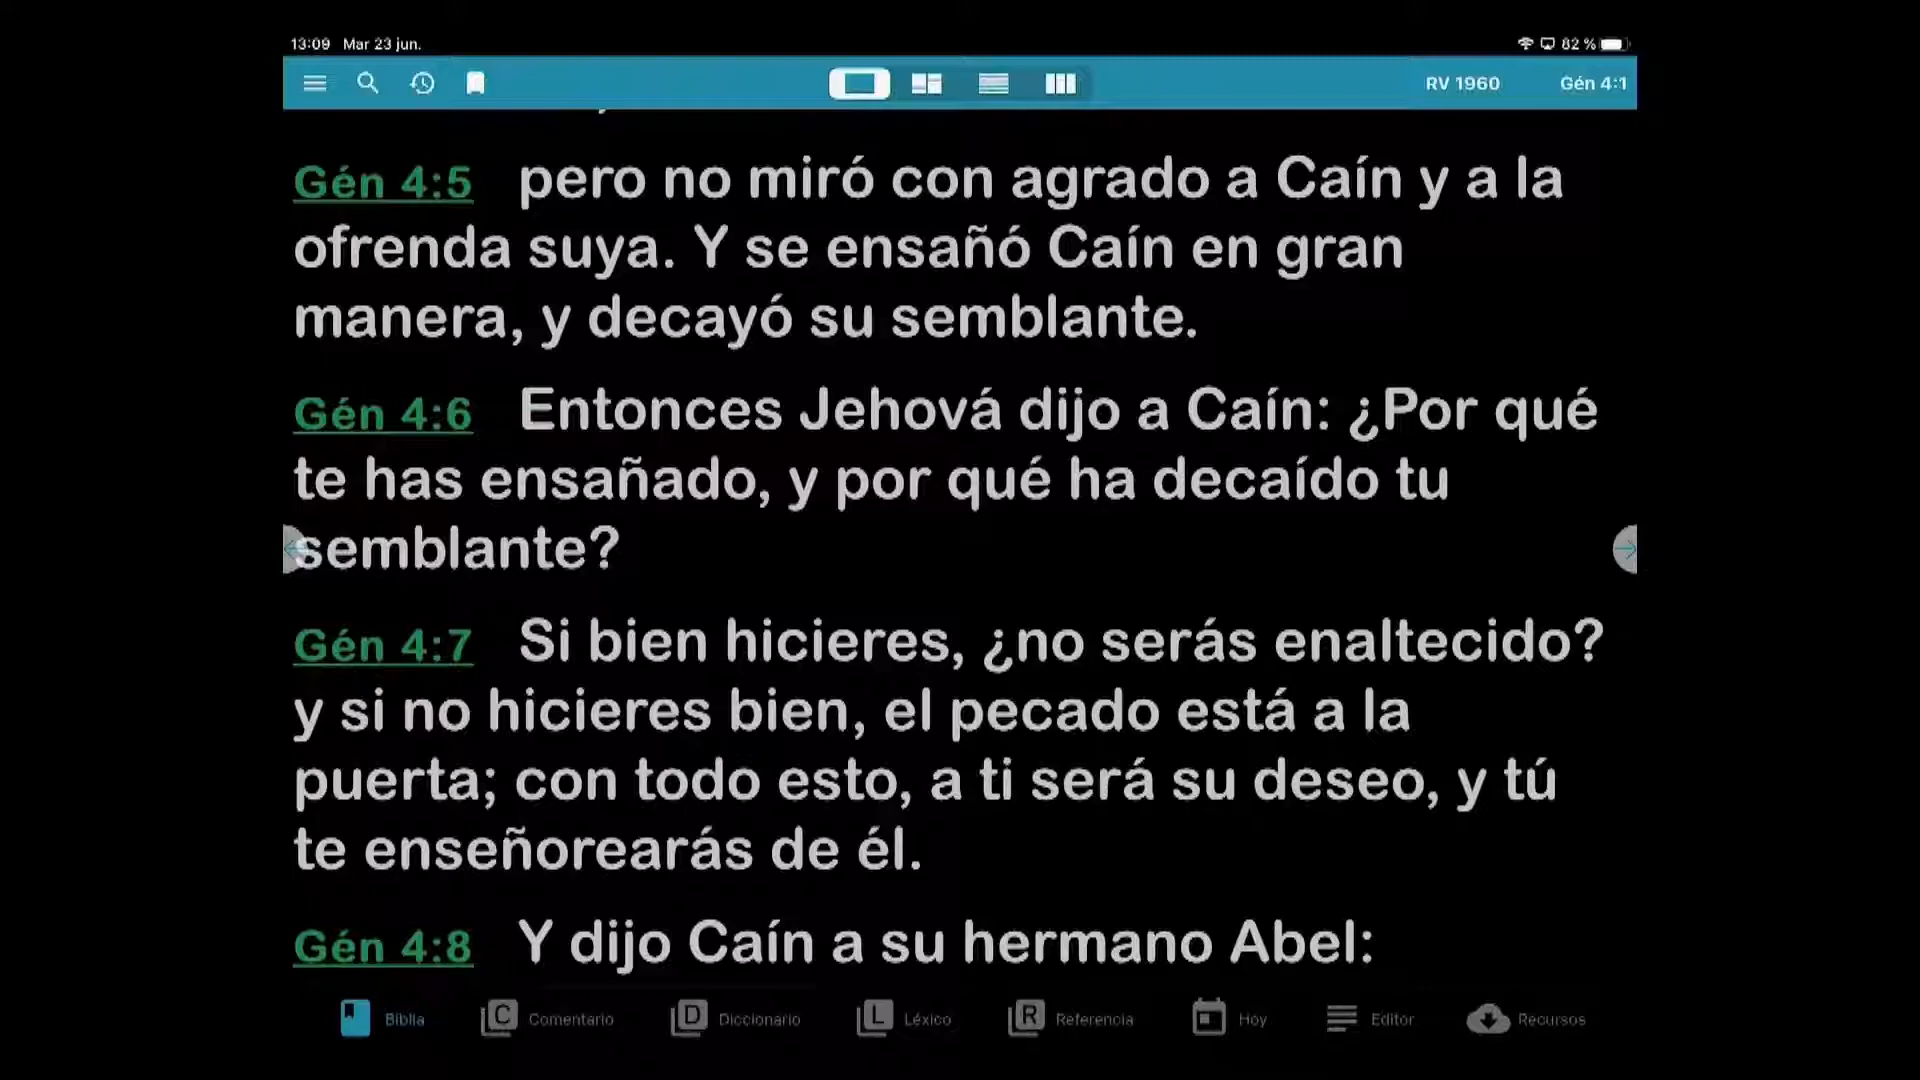 13:09 Mar 23 jun.
82 %
RV 1960 Gén 4:1
Gén 4:5 pero no miró con agrado a Caín y a la
ofrenda suya. Y se ensañó Caín en gran
manera, y decayó su semblante.
Gén 4:6 Entonces Jehová dijo a Caín: ¿Por qué
te has ensañado, y por qué ha decaído tu
semblante?
Gén 4:7 Si bien hicieres, ¿no serás enaltecido?
y si no hicieres bien, el pecado está a la
puerta; con todo esto, a ti será su deseo, y tú
te enseñorearás de él.
Gén 4:8 Y dijo Caín a su hermano Abel:
Biblia C Comentario D Diccionario L Léxico R Referencia Hoy Editor Recursos